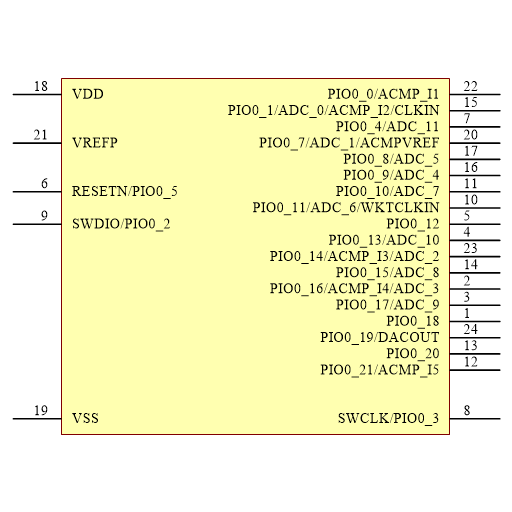 18 VDD PIO0_0/ACMP_I1 22
PIO0_1/ADC_0/ACMP_I2/CLKIN 15
PIO0_4/ADC_11 7
21 VREFP PIO0_7/ADC_1/ACMPVREF 20
PIO0_8/ADC_5 17
PIO0_9/ADC_4 16
6 RESETN/PIO0_5 PIO0_10/ADC_7 11
PIO0_11/ADC_6/WKTCLKIN 10
9 SWDIO/PIO0_2 PIO0_12 5
PIO0_13/ADC_10 4
PIO0_14/ACMP_I3/ADC_2 23
PIO0_15/ADC_8 14
PIO0_16/ACMP_I4/ADC_3 2
PIO0_17/ADC_9 3
PIO0_18 1
PIO0_19/DACOUT 24
PIO0_20 13
PIO0_21/ACMP_I5 12
19 VSS SWCLK/PIO0_3 8